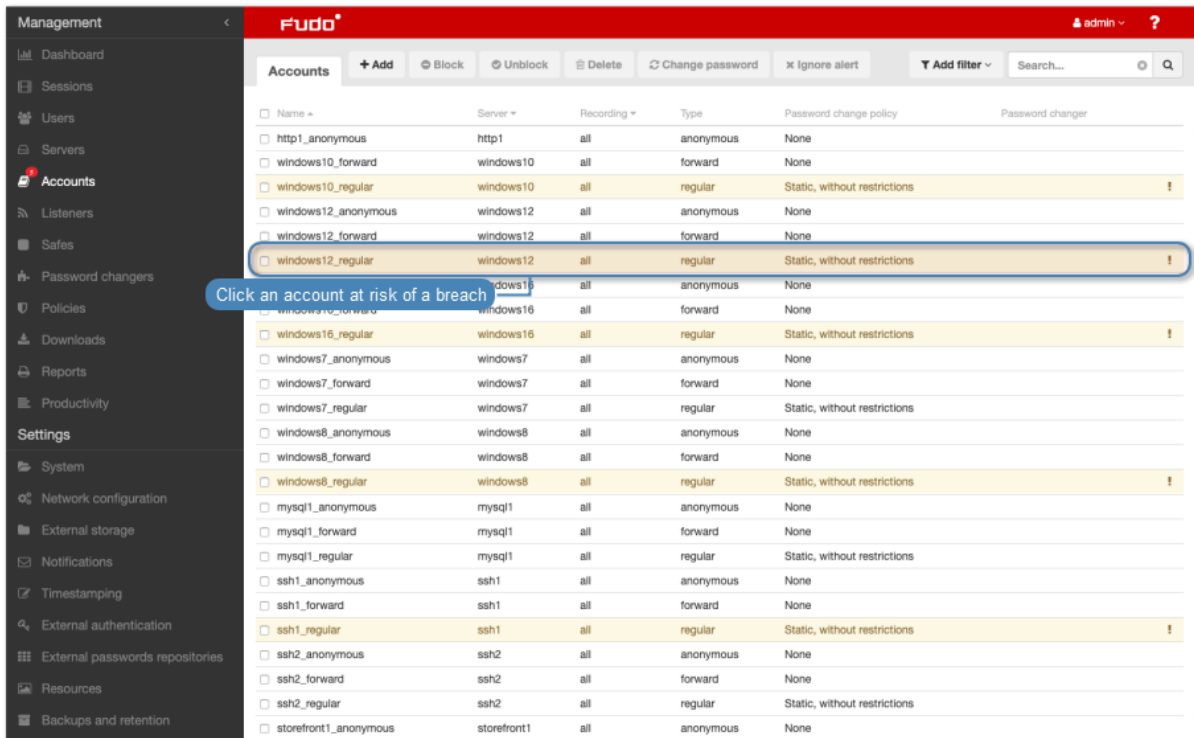 Management <
Fudo
admin
?
Dashboard
Sessions
Users
Servers
5
Accounts
Listeners
Safes
Password changers
Policies
Downloads
Reports
Productivity
Settings
System
Network configuration
External storage
Notifications
Timestamping
External authentication
External passwords repositories
Resources
Backups and retention
Accounts + Add Block Unblock Delete Change password Ignore alert Add filter Search...
Name Server Recording Type Password change policy Password changer
http1_anonymous http1 all anonymous None
windows10_forward windows10 all forward None
windows10_regular windows10 all regular Static, without restrictions !
windows12_anonymous windows12 all anonymous None
windows12_forward windows12 all forward None
windows12_regular windows12 all regular Static, without restrictions !
Click an account at risk of a breach
windows16 all anonymous None
windows16_forward windows16 all forward None
windows16_regular windows16 all regular Static, without restrictions !
windows7_anonymous windows7 all anonymous None
windows7_forward windows7 all forward None
windows7_regular windows7 all regular Static, without restrictions
windows8_anonymous windows8 all anonymous None
windows8_forward windows8 all forward None
windows8_regular windows8 all regular Static, without restrictions !
mysql1_anonymous mysql1 all anonymous None
mysql1_forward mysql1 all forward None
mysql1_regular mysql1 all regular Static, without restrictions
ssh1_anonymous ssh1 all anonymous None
ssh1_forward ssh1 all forward None
ssh1_regular ssh1 all regular Static, without restrictions !
ssh2_anonymous ssh2 all anonymous None
ssh2_forward ssh2 all forward None
ssh2_regular ssh2 all regular Static, without restrictions
storefront1_anonymous storefront1 all anonymous None